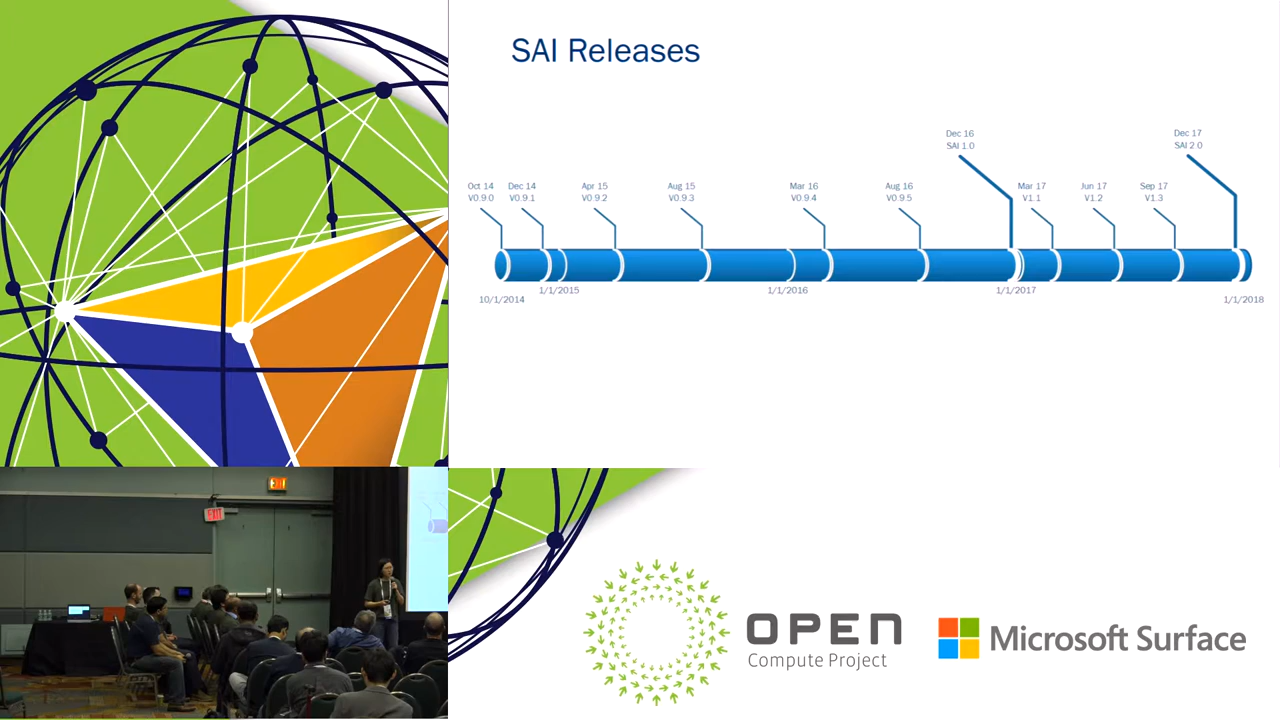 SAI Releases
Dec 16
SAI 1.0
Dec 17
SAI 2.0
Oct 14
V0.9.0
Dec 14
V0.9.1
Apr 15
V0.9.2
Aug 15
V0.9.3
Mar 16
V0.9.4
Aug 16
V0.9.5
Mar 17
V1.1
Jun 17
V1.2
Sep 17
V1.3
10/1/2014
1/1/2015
1/1/2016
1/1/2017
1/1/2018
OPEN
Compute Project
Microsoft Surface